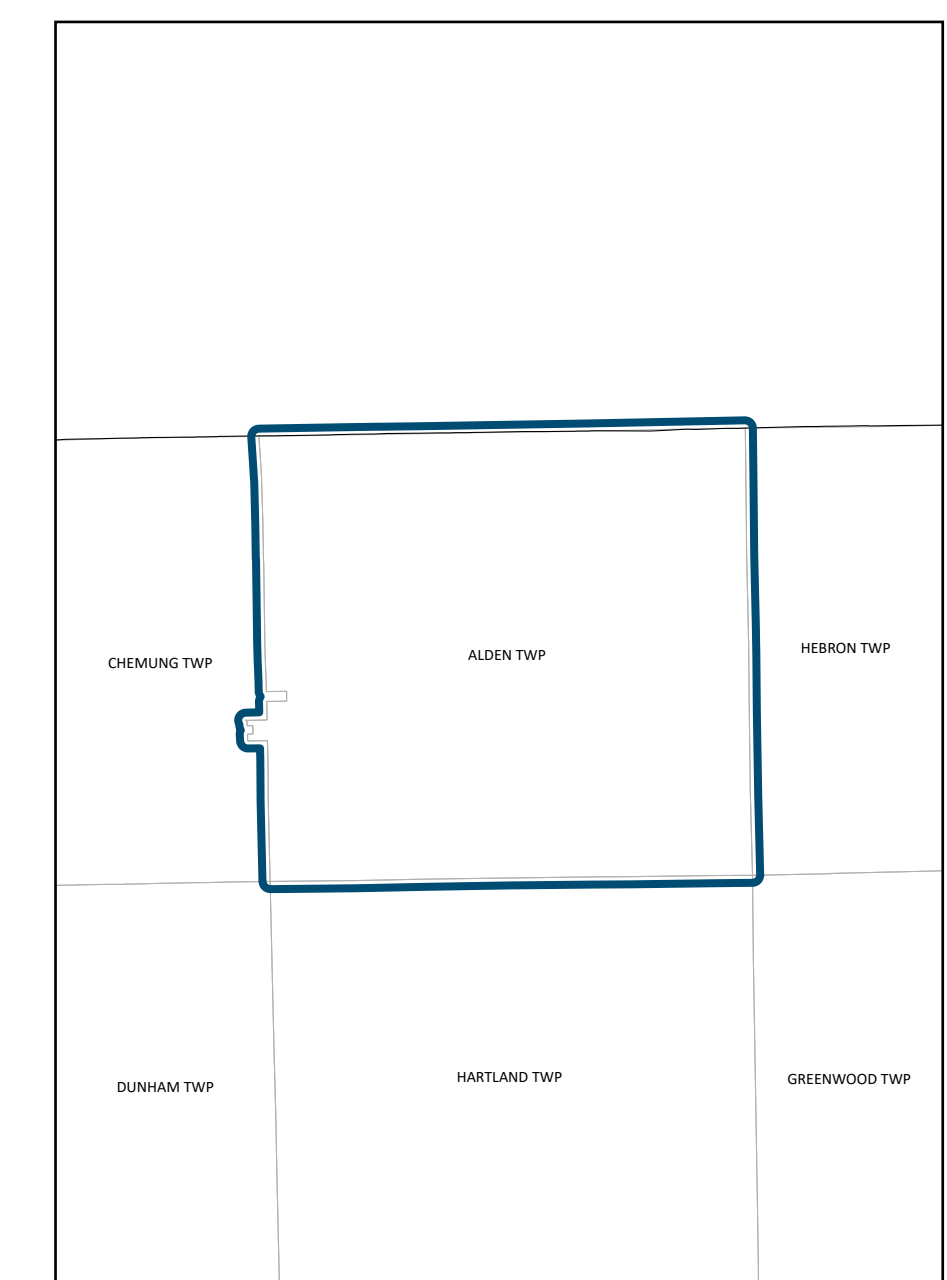 CHEMUNG TWP
ALDEN TWP
HEBRON TWP
DUNHAM TWP
HARTLAND TWP
GREENWOOD TWP